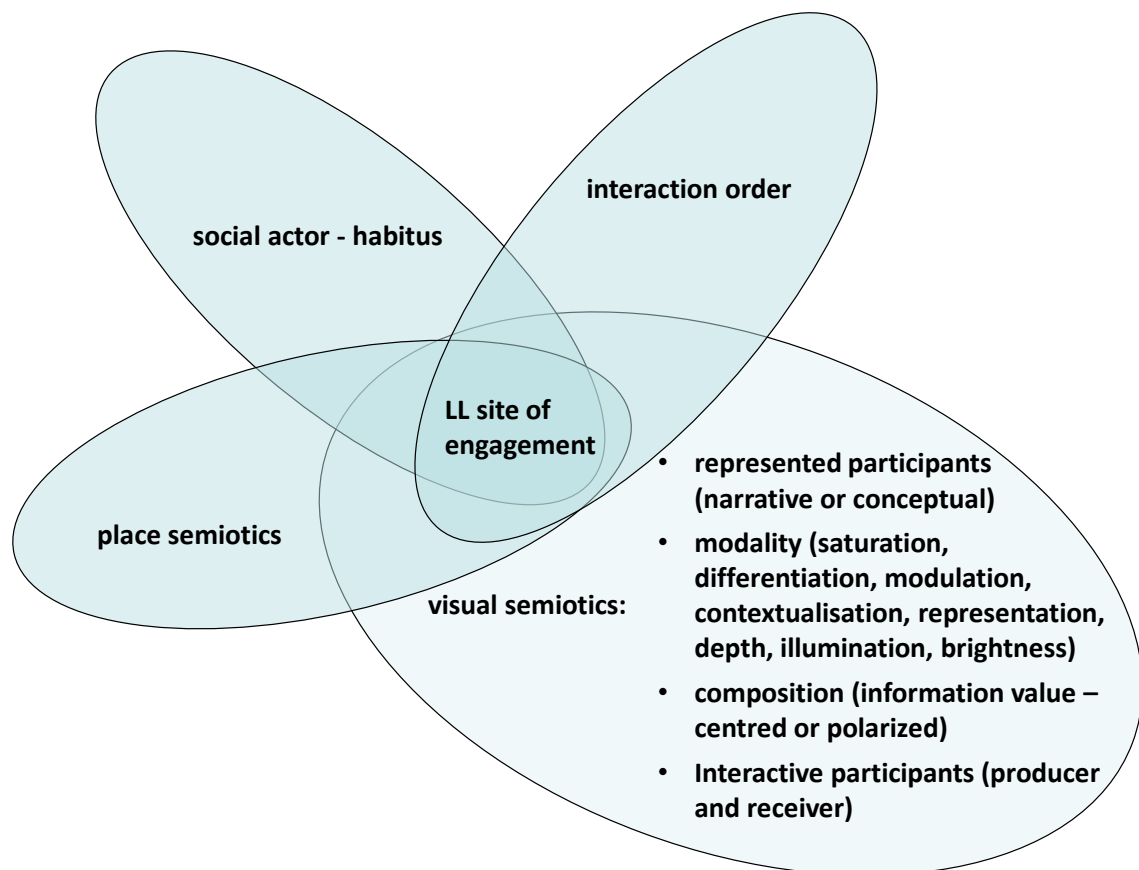 interaction order
social actor - habitus
LL site of
engagement
place semiotics
visual semiotics:
• represented participants
(narrative or conceptual)
• modality (saturation,
differentiation, modulation,
contextualisation, representation,
depth, illumination, brightness)
• composition (information value –
centred or polarized)
• Interactive participants (producer
and receiver)